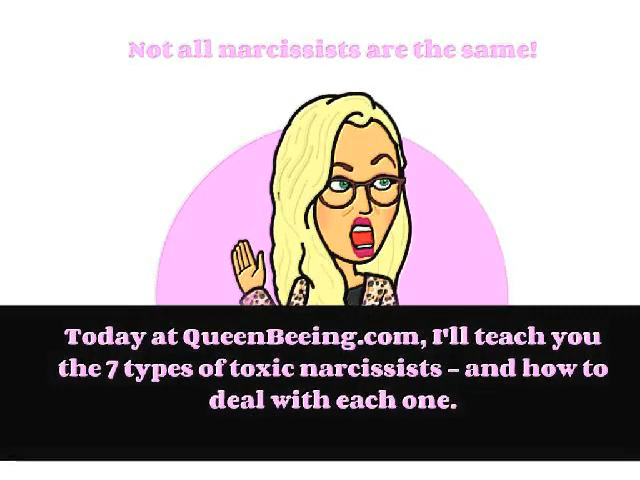 Not all narcissists are the same!
Today at QueenBeeing.com, I'll teach you
the 7 types of toxic narcissists – and how to
deal with each one.